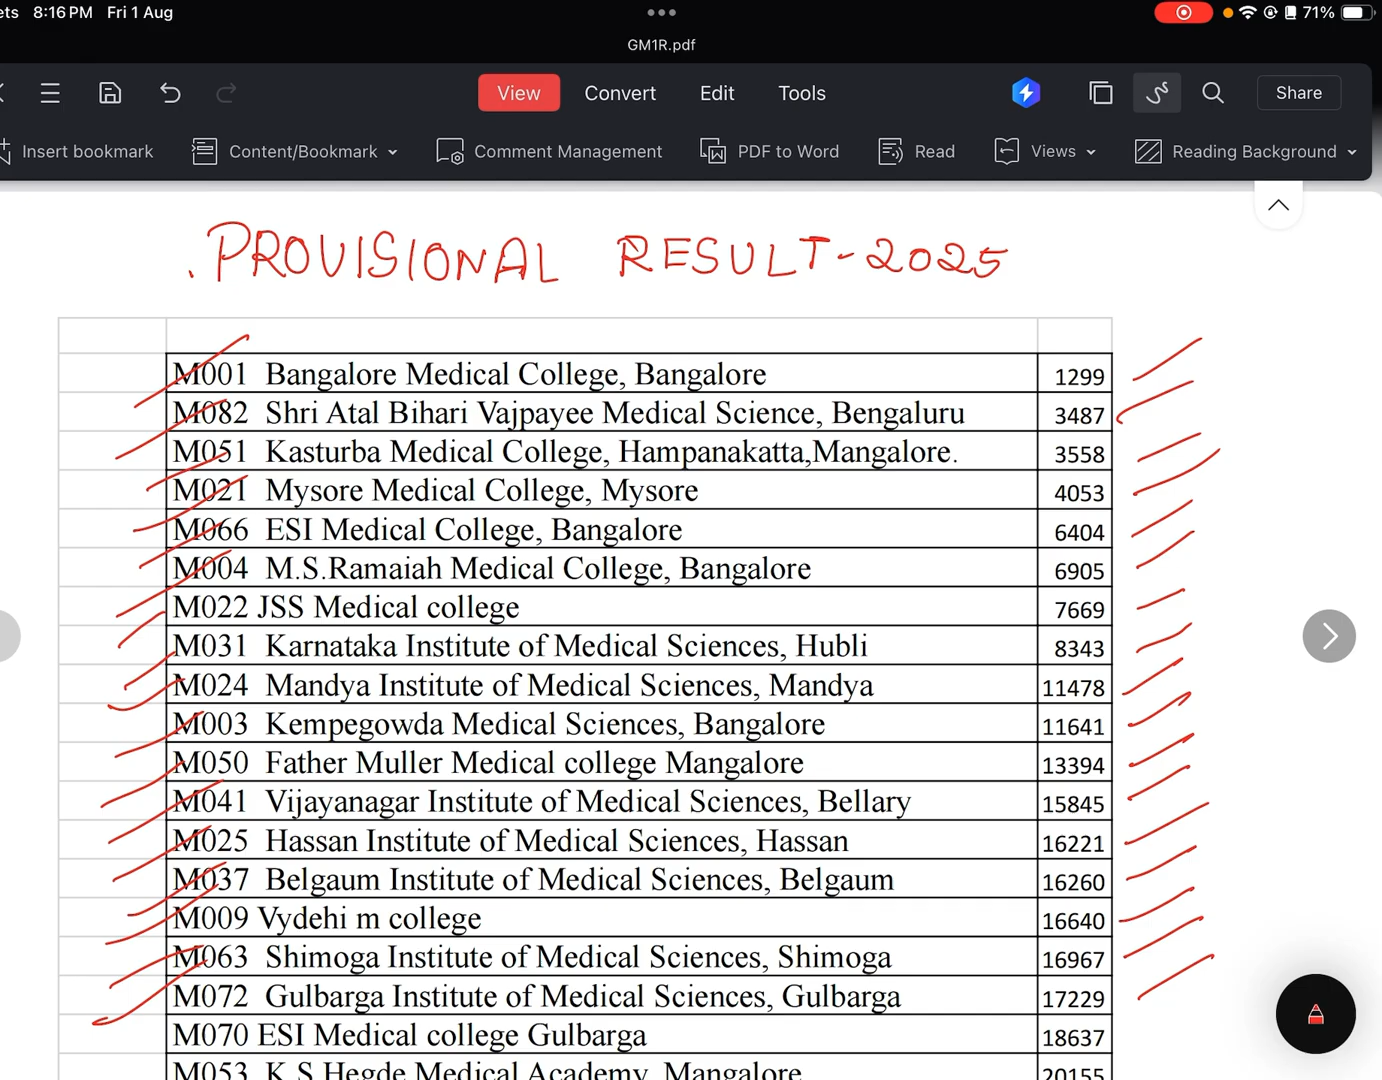 ets 8:16 PM Fri 1 Aug 71%
GM1R.pdf
View Convert Edit Tools Share
Insert bookmark Content/Bookmark Comment Management PDF to Word Read Views Reading Background
. PROVISIONAL RESULT-2025
M001 Bangalore Medical College, Bangalore 1299
M082 Shri Atal Bihari Vajpayee Medical Science, Bengaluru 3487
M051 Kasturba Medical College, Hampanakatta,Mangalore. 3558
M021 Mysore Medical College, Mysore 4053
M066 ESI Medical College, Bangalore 6404
M004 M.S.Ramaiah Medical College, Bangalore 6905
M022 JSS Medical college 7669
M031 Karnataka Institute of Medical Sciences, Hubli 8343
M024 Mandya Institute of Medical Sciences, Mandya 11478
M003 Kempegowda Medical Sciences, Bangalore 11641
M050 Father Muller Medical college Mangalore 13394
M041 Vijayanagar Institute of Medical Sciences, Bellary 15845
M025 Hassan Institute of Medical Sciences, Hassan 16221
M037 Belgaum Institute of Medical Sciences, Belgaum 16260
M009 Vydehi m college 16640
M063 Shimoga Institute of Medical Sciences, Shimoga 16967
M072 Gulbarga Institute of Medical Sciences, Gulbarga 17229
M070 ESI Medical college Gulbarga 18637
M053 K.S.Hegde Medical Academy, Mangalore 20155